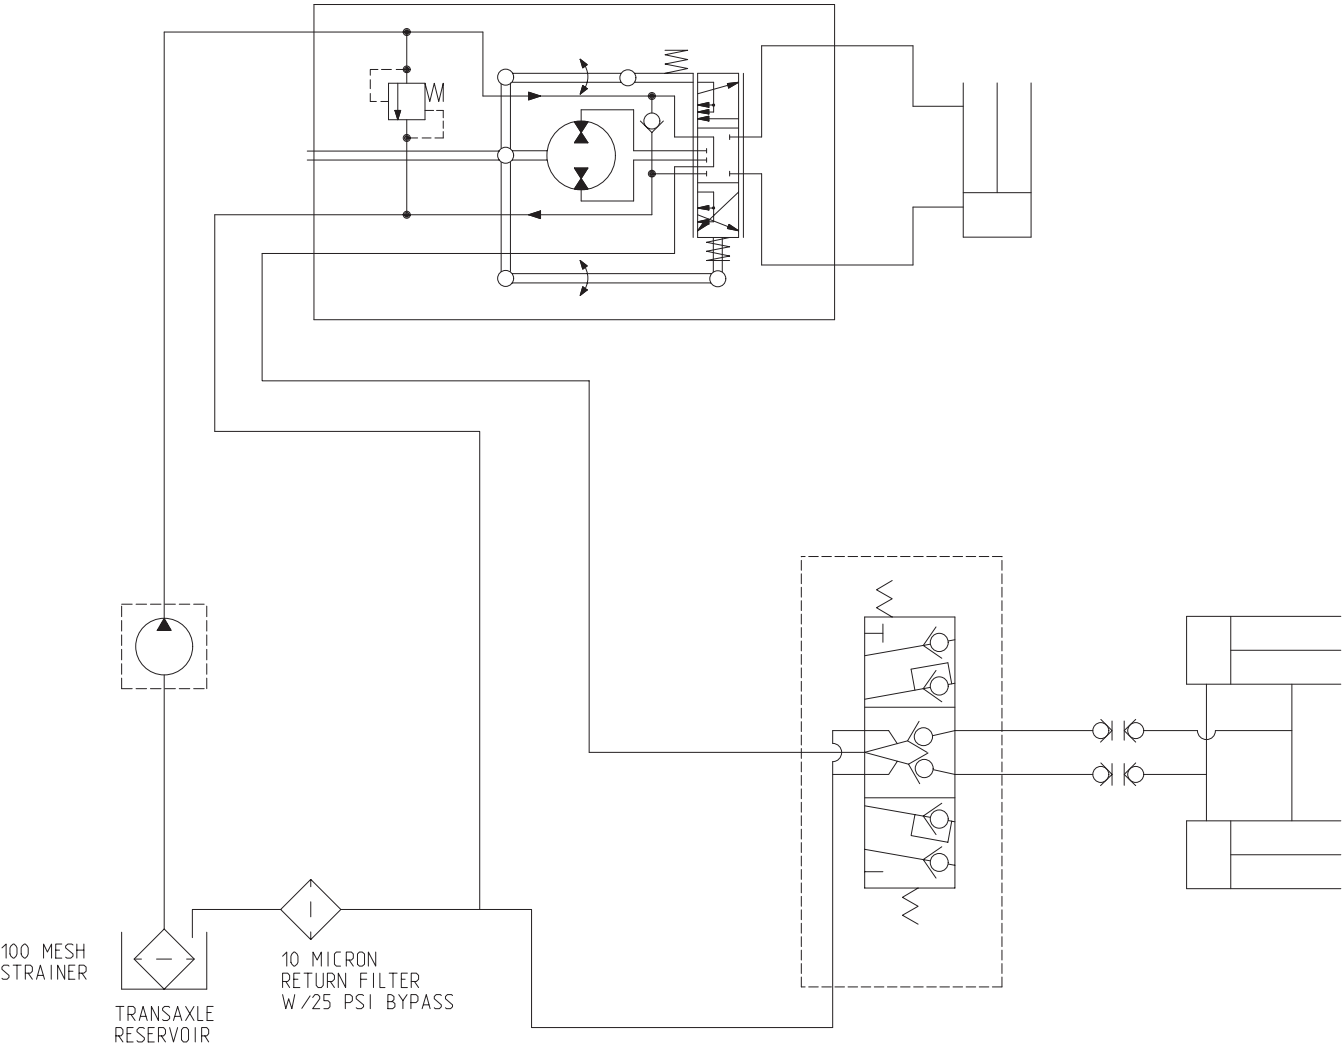 100 MESH
STRAINER
TRANSAXLE
RESERVOIR
10 MICRON
RETURN FILTER
W/25 PSI BYPASS